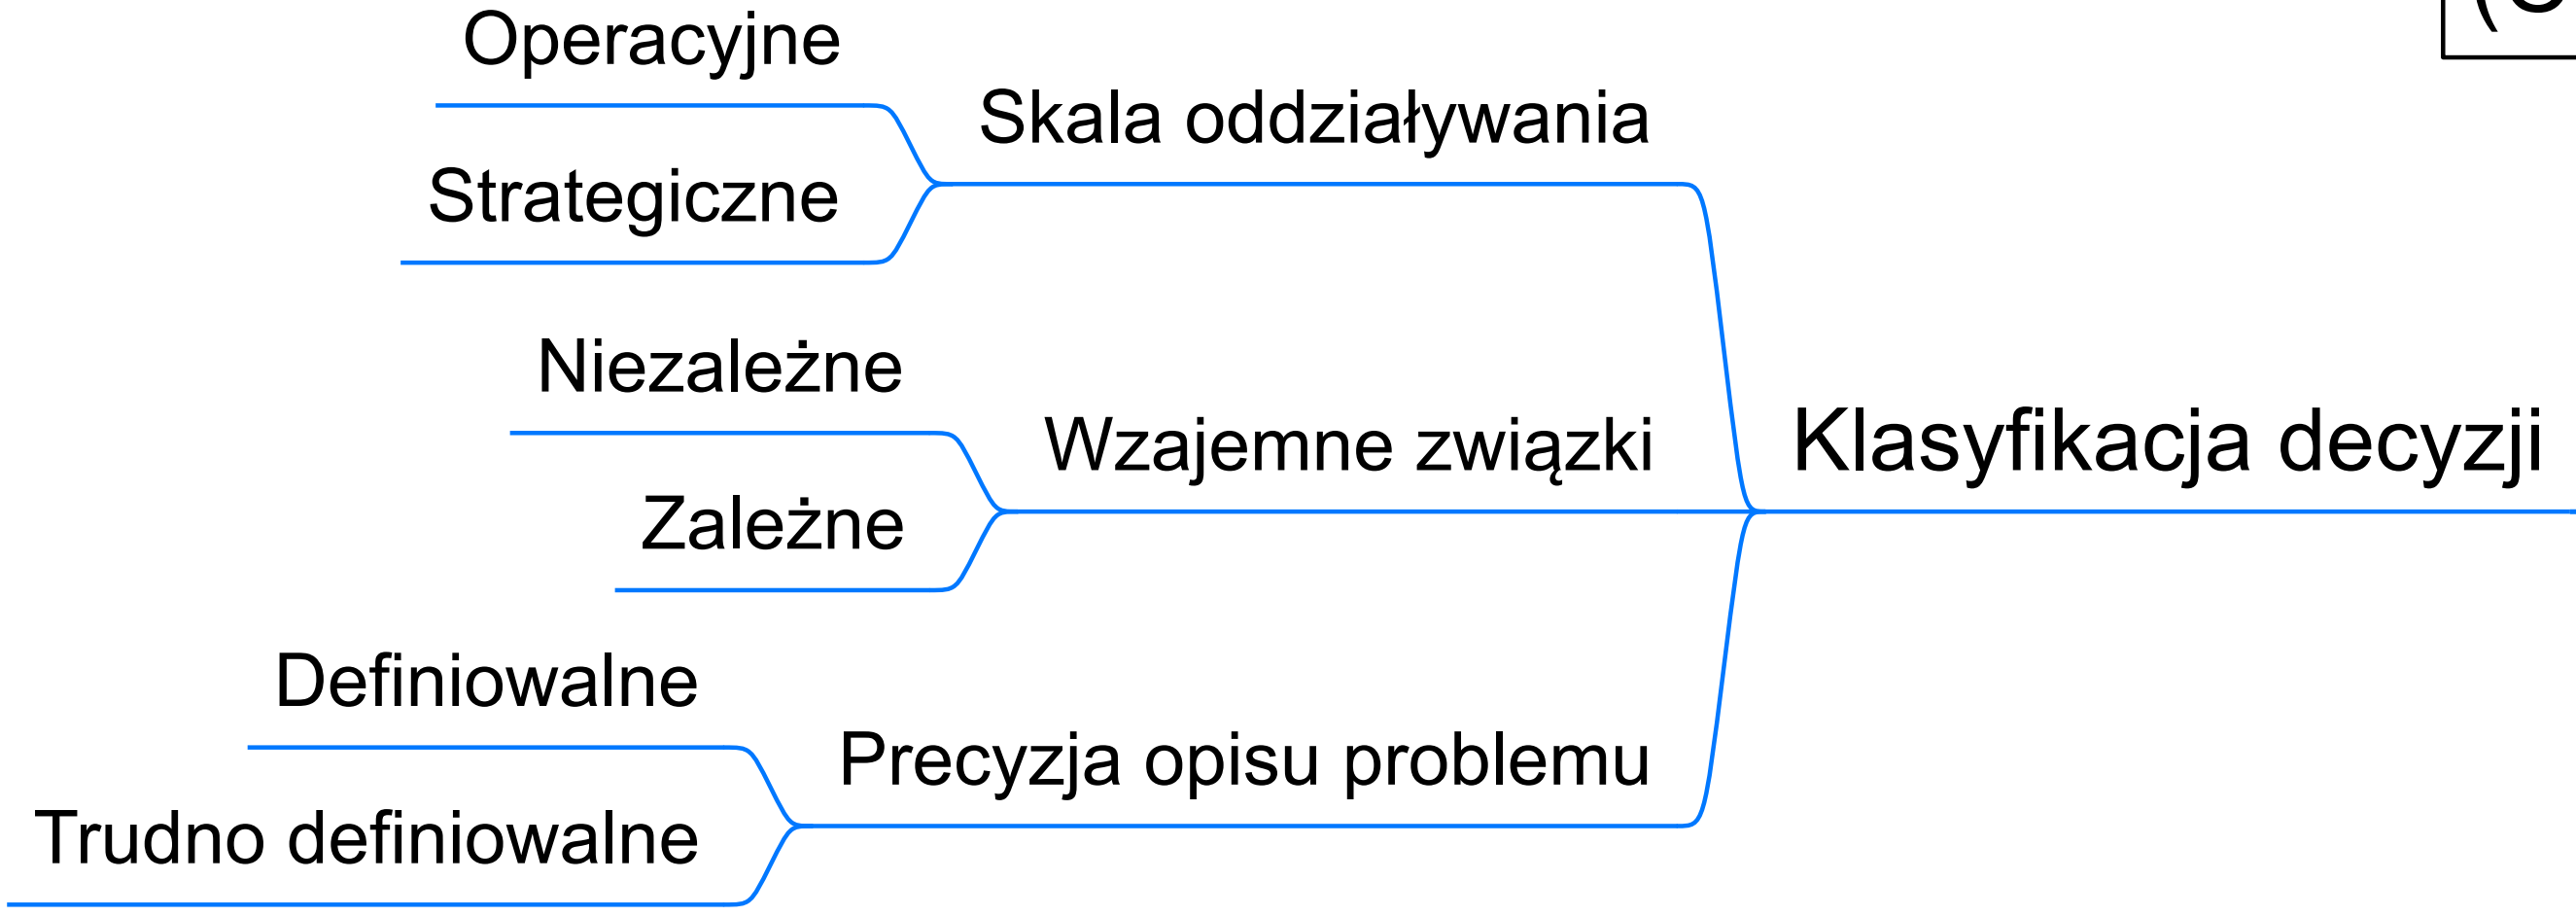 Operacyjne
Skala oddziaływania
Strategiczne
Niezależne
Wzajemne związki
Klasyfikacja decyzji
Zależne
Definiowalne
Precyzja opisu problemu
Trudno definiowalne